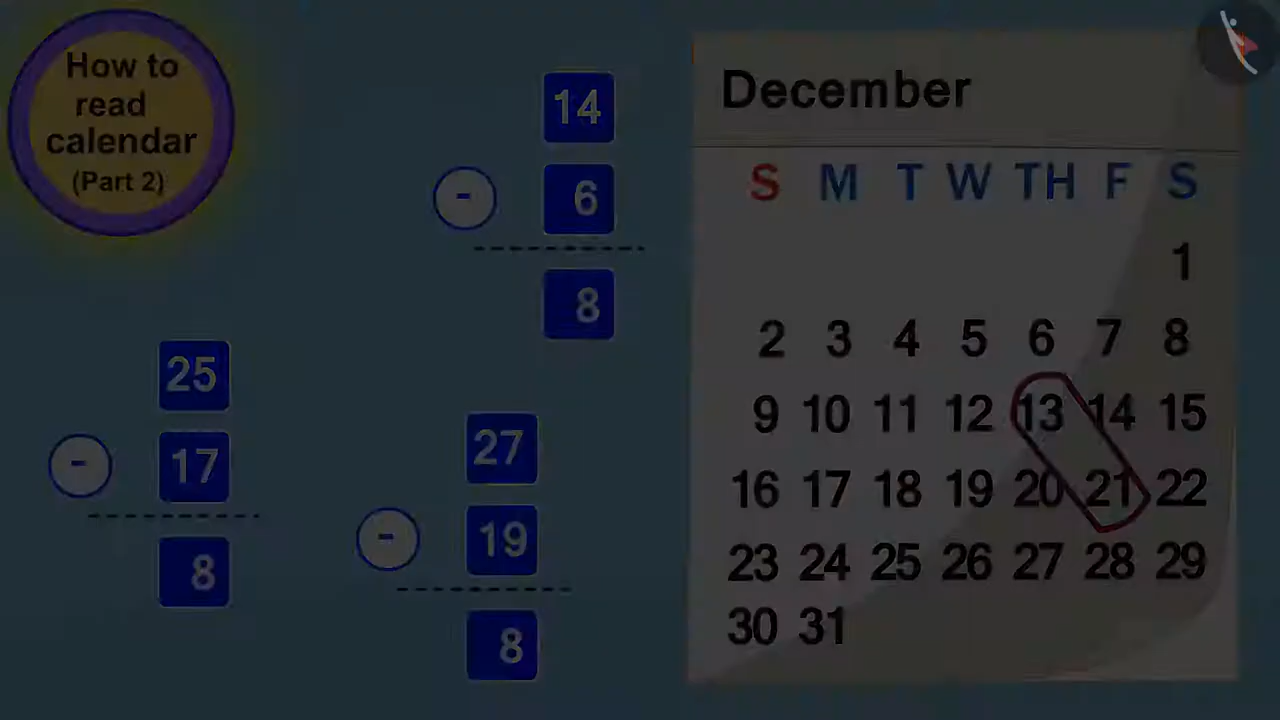 How to
read
calendar
(Part 2)
14
- 6
8
25
- 17
8
27
- 19
8
December
S M T W TH F S
1
2 3 4 5 6 7 8
9 10 11 12 13 14 15
16 17 18 19 20 21 22
23 24 25 26 27 28 29
30 31